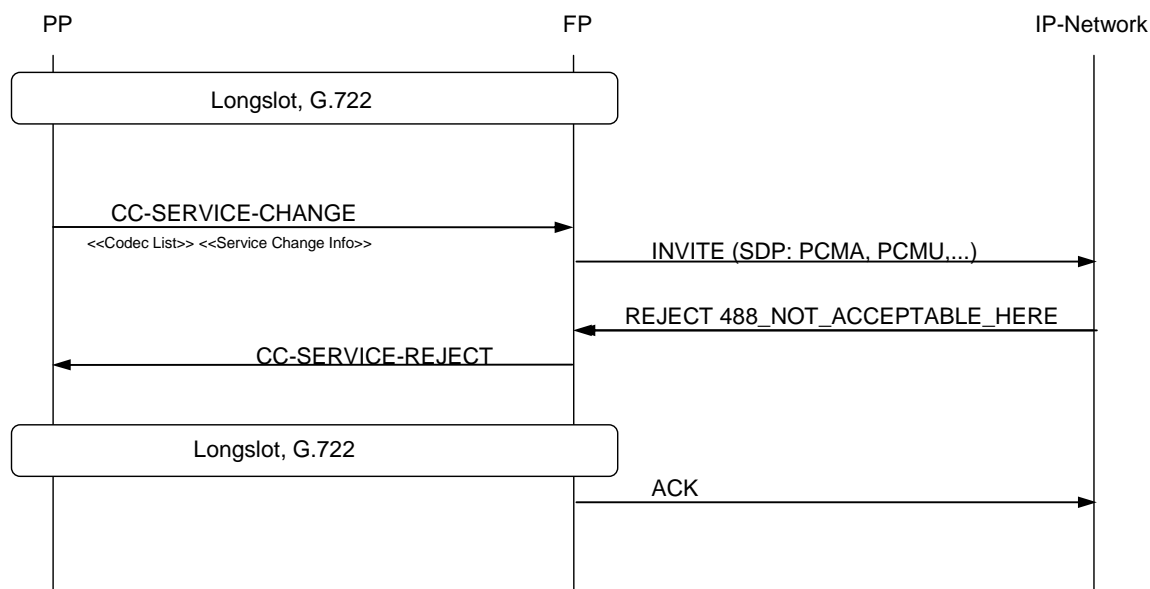 PP
FP
IP-Network
Longslot, G.722
CC-SERVICE-CHANGE
<<Codec List>> <<Service Change Info>>
INVITE (SDP: PCMA, PCMU,...)
REJECT 488_NOT_ACCEPTABLE_HERE
CC-SERVICE-REJECT
Longslot, G.722
ACK